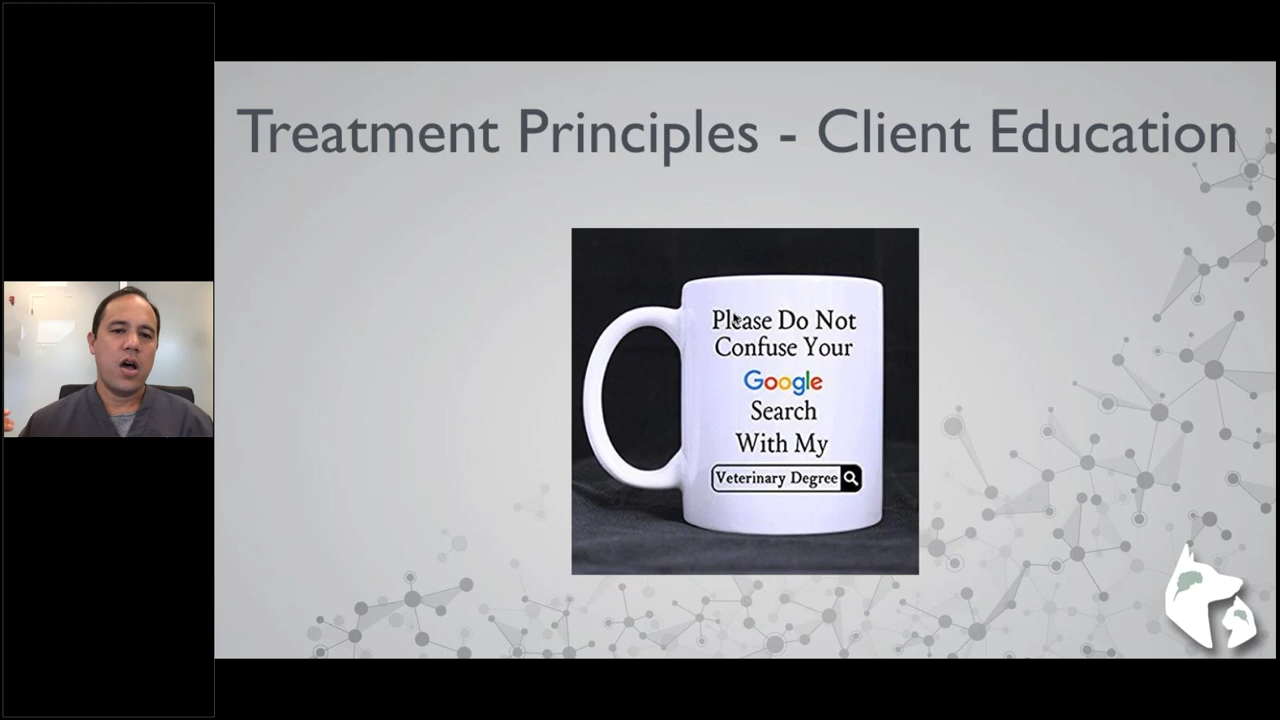 Treatment Principles - Client Education
Please Do Not
Confuse Your
Google
Search
With My
Veterinary Degree